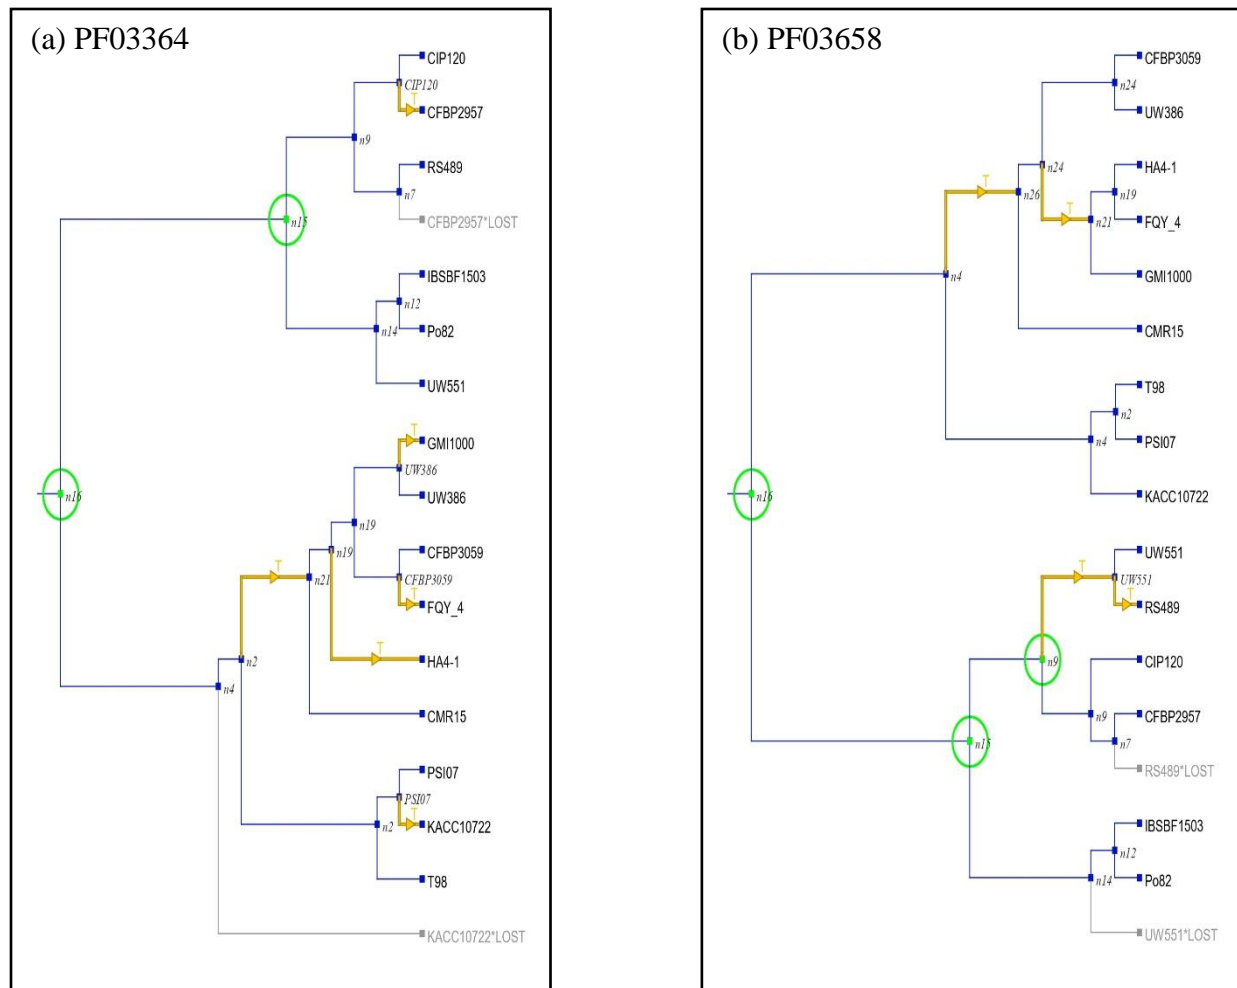 (a) PF03364
CIP120
CIP120
T
CFBP2957
n9
RS489
n7
CFBP2957*LOST
n15
IBSBF1503
n12
Po82
n14
UW551
T
GMI1000
UW386
UW386
n16
n19
CFBP3059
n19
CFBP3059
T
n21
T
FQY_4
T
HA4-1
n2
n4
CMR15
PSI07
PSI07
T
KACC10722
n2
T98
KACC10722*LOST
(b) PF03658
CFBP3059
n24
UW386
HA4-1
n24
T
n19
n26
T
FQY_4
n21
GMI1000
n4
CMR15
T98
n2
PSI07
n4
KACC10722
n16
UW551
T
UW551
T
RS489
CIP120
n9
CFBP2957
n9
n7
n15
RS489*LOST
IBSBF1503
n12
Po82
n14
UW551*LOST